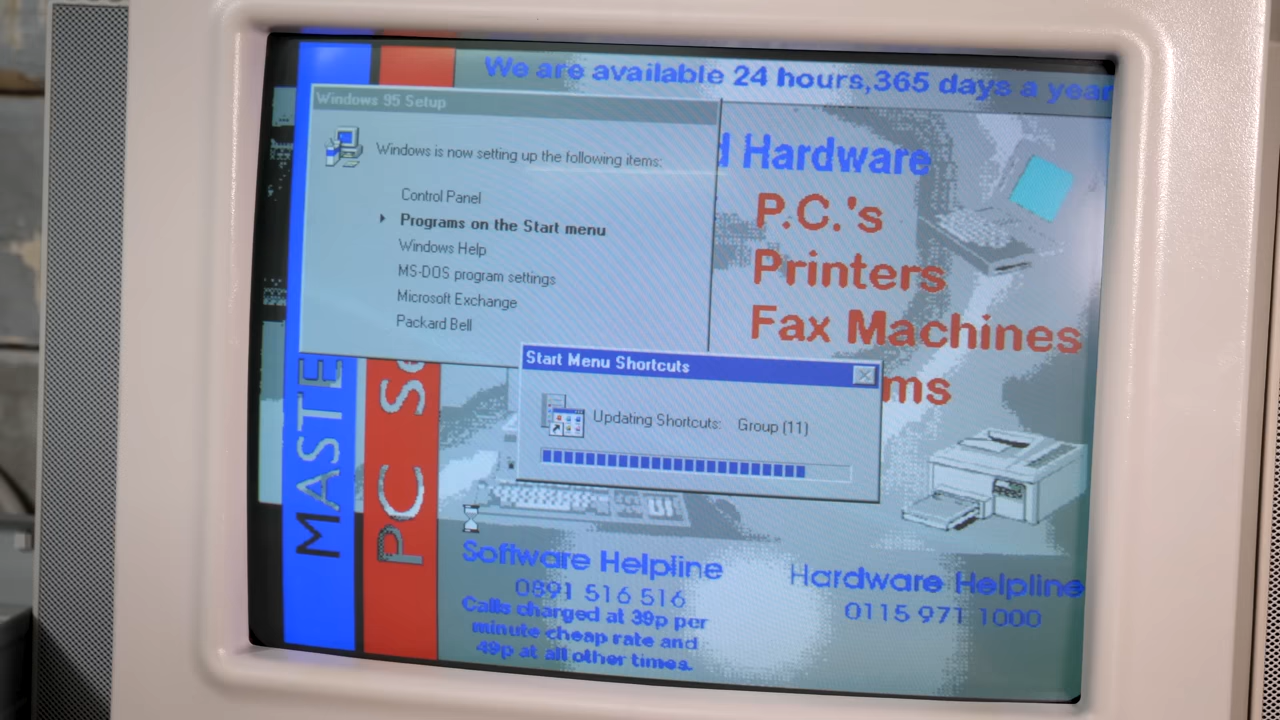 We are available 24 hours,365 days a year
Windows 95 Setup
Windows is now setting up the following items:
Control Panel
Programs on the Start menu
Windows Help
MS-DOS program settings
Microsoft Exchange
Packard Bell
Hardware
P.C.'s
Printers
Fax Machines
ms
Start Menu Shortcuts
Updating Shortcuts: Group (11)
MASTE
PC Sc
Software Helpline
0891 516 516
Calls charged at 39p per
minute cheap rate and
49p at all other times.
Hardware Helpline
0115 971 1000